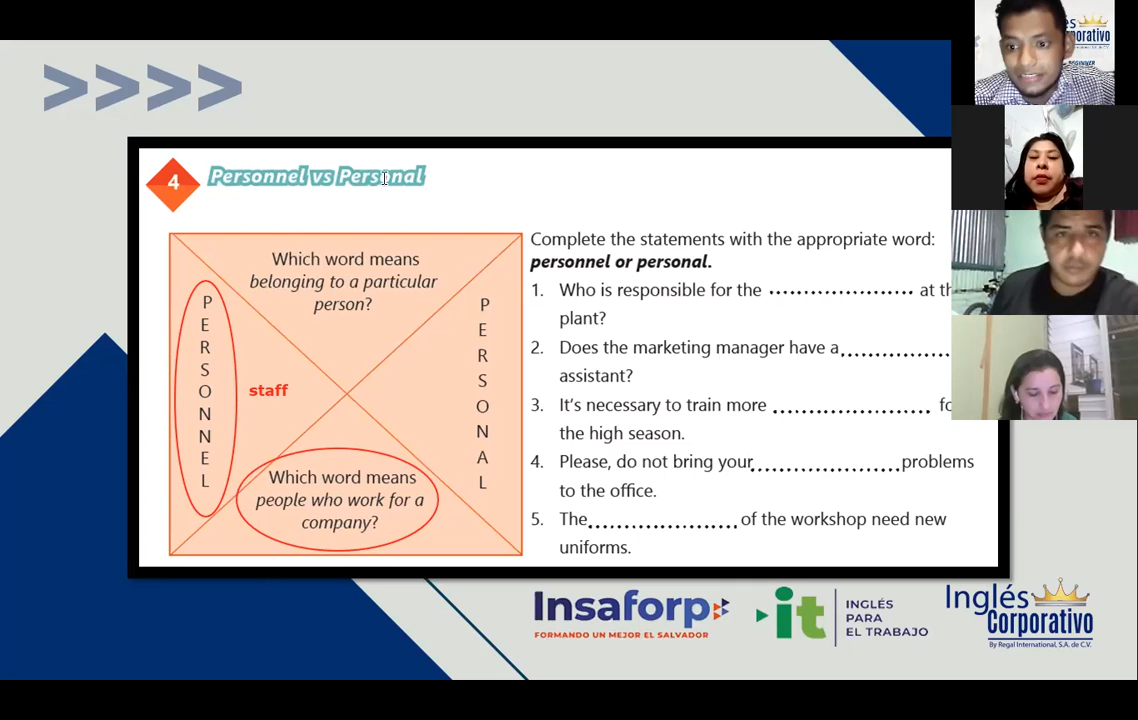 >>>>
4
Personnel vs Personal
Which word means
belonging to a particular
person?
PERSONNEL
PERSONAL
staff
Which word means
people who work for a
company?
Complete the statements with the appropriate word:
personnel or personal.
1. Who is responsible for the ........................ at th
plant?
2. Does the marketing manager have a...................
assistant?
3. It's necessary to train more .......................... fo
the high season.
4. Please, do not bring your.........................problems
to the office.
5. The.........................of the workshop need new
uniforms.
Insaforp
FORMANDO UN MEJOR EL SALVADOR
it
INGLÉS
PARA
EL TRABAJO
Inglés
Corporativo
By Regal International, S.A. de C.V.
és
orporativo